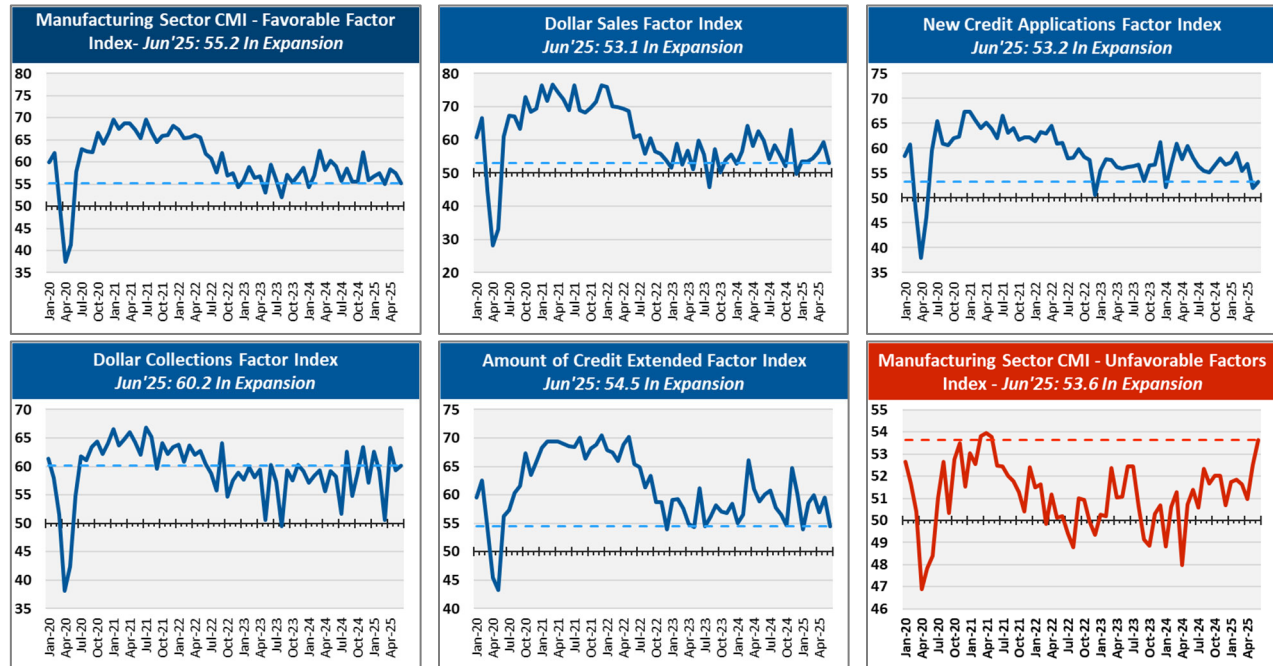 Manufacturing Sector CMI - Favorable Factor
Index- Jun'25: 55.2 In Expansion
80
75
70
65
60
55
50
45
40
35
Jan-20
Apr-20
Jul-20
Oct-20
Jan-21
Apr-21
Jul-21
Oct-21
Jan-22
Apr-22
Jul-22
Oct-22
Jan-23
Apr-23
Jul-23
Oct-23
Jan-24
Apr-24
Jul-24
Oct-24
Jan-25
Apr-25
Dollar Sales Factor Index
Jun'25: 53.1 In Expansion
80
70
60
50
40
30
20
Jan-20
Apr-20
Jul-20
Oct-20
Jan-21
Apr-21
Jul-21
Oct-21
Jan-22
Apr-22
Jul-22
Oct-22
Jan-23
Apr-23
Jul-23
Oct-23
Jan-24
Apr-24
Jul-24
Oct-24
Jan-25
Apr-25
New Credit Applications Factor Index
Jun'25: 53.2 In Expansion
75
70
65
60
55
50
45
40
35
Jan-20
Apr-20
Jul-20
Oct-20
Jan-21
Apr-21
Jul-21
Oct-21
Jan-22
Apr-22
Jul-22
Oct-22
Jan-23
Apr-23
Jul-23
Oct-23
Jan-24
Apr-24
Jul-24
Oct-24
Jan-25
Apr-25
Dollar Collections Factor Index
Jun'25: 60.2 In Expansion
70
65
60
55
50
45
40
35
Jan-20
Apr-20
Jul-20
Oct-20
Jan-21
Apr-21
Jul-21
Oct-21
Jan-22
Apr-22
Jul-22
Oct-22
Jan-23
Apr-23
Jul-23
Oct-23
Jan-24
Apr-24
Jul-24
Oct-24
Jan-25
Apr-25
Amount of Credit Extended Factor Index
Jun'25: 54.5 In Expansion
75
70
65
60
55
50
45
40
Jan-20
Apr-20
Jul-20
Oct-20
Jan-21
Apr-21
Jul-21
Oct-21
Jan-22
Apr-22
Jul-22
Oct-22
Jan-23
Apr-23
Jul-23
Oct-23
Jan-24
Apr-24
Jul-24
Oct-24
Jan-25
Apr-25
Manufacturing Sector CMI - Unfavorable Factors
Index - Jun'25: 53.6 In Expansion
55
54
53
52
51
50
49
48
47
46
Jan-20
Apr-20
Jul-20
Oct-20
Jan-21
Apr-21
Jul-21
Oct-21
Jan-22
Apr-22
Jul-22
Oct-22
Jan-23
Apr-23
Jul-23
Oct-23
Jan-24
Apr-24
Jul-24
Oct-24
Jan-25
Apr-25